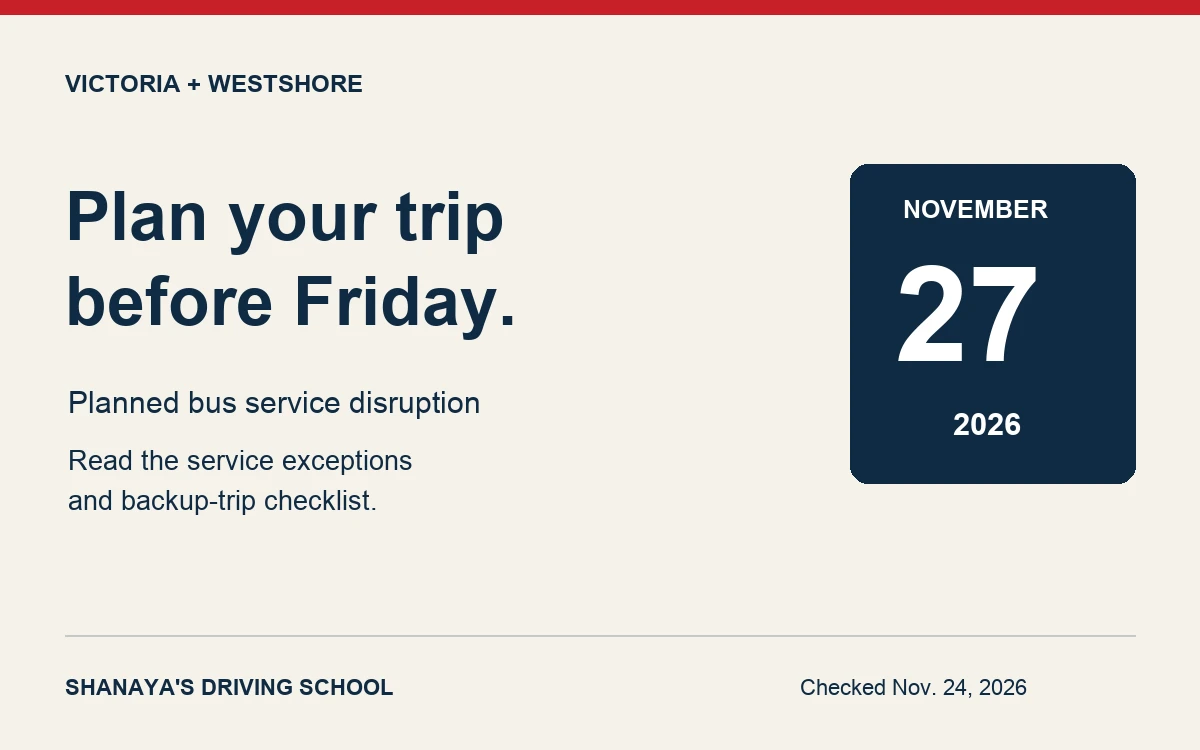 VICTORIA + WESTSHORE
Plan your trip
before Friday.
Planned bus service disruption
Read the service exceptions
and backup-trip checklist.
NOVEMBER
27
2026
SHANAYA'S DRIVING SCHOOL
Checked Nov. 24, 2026